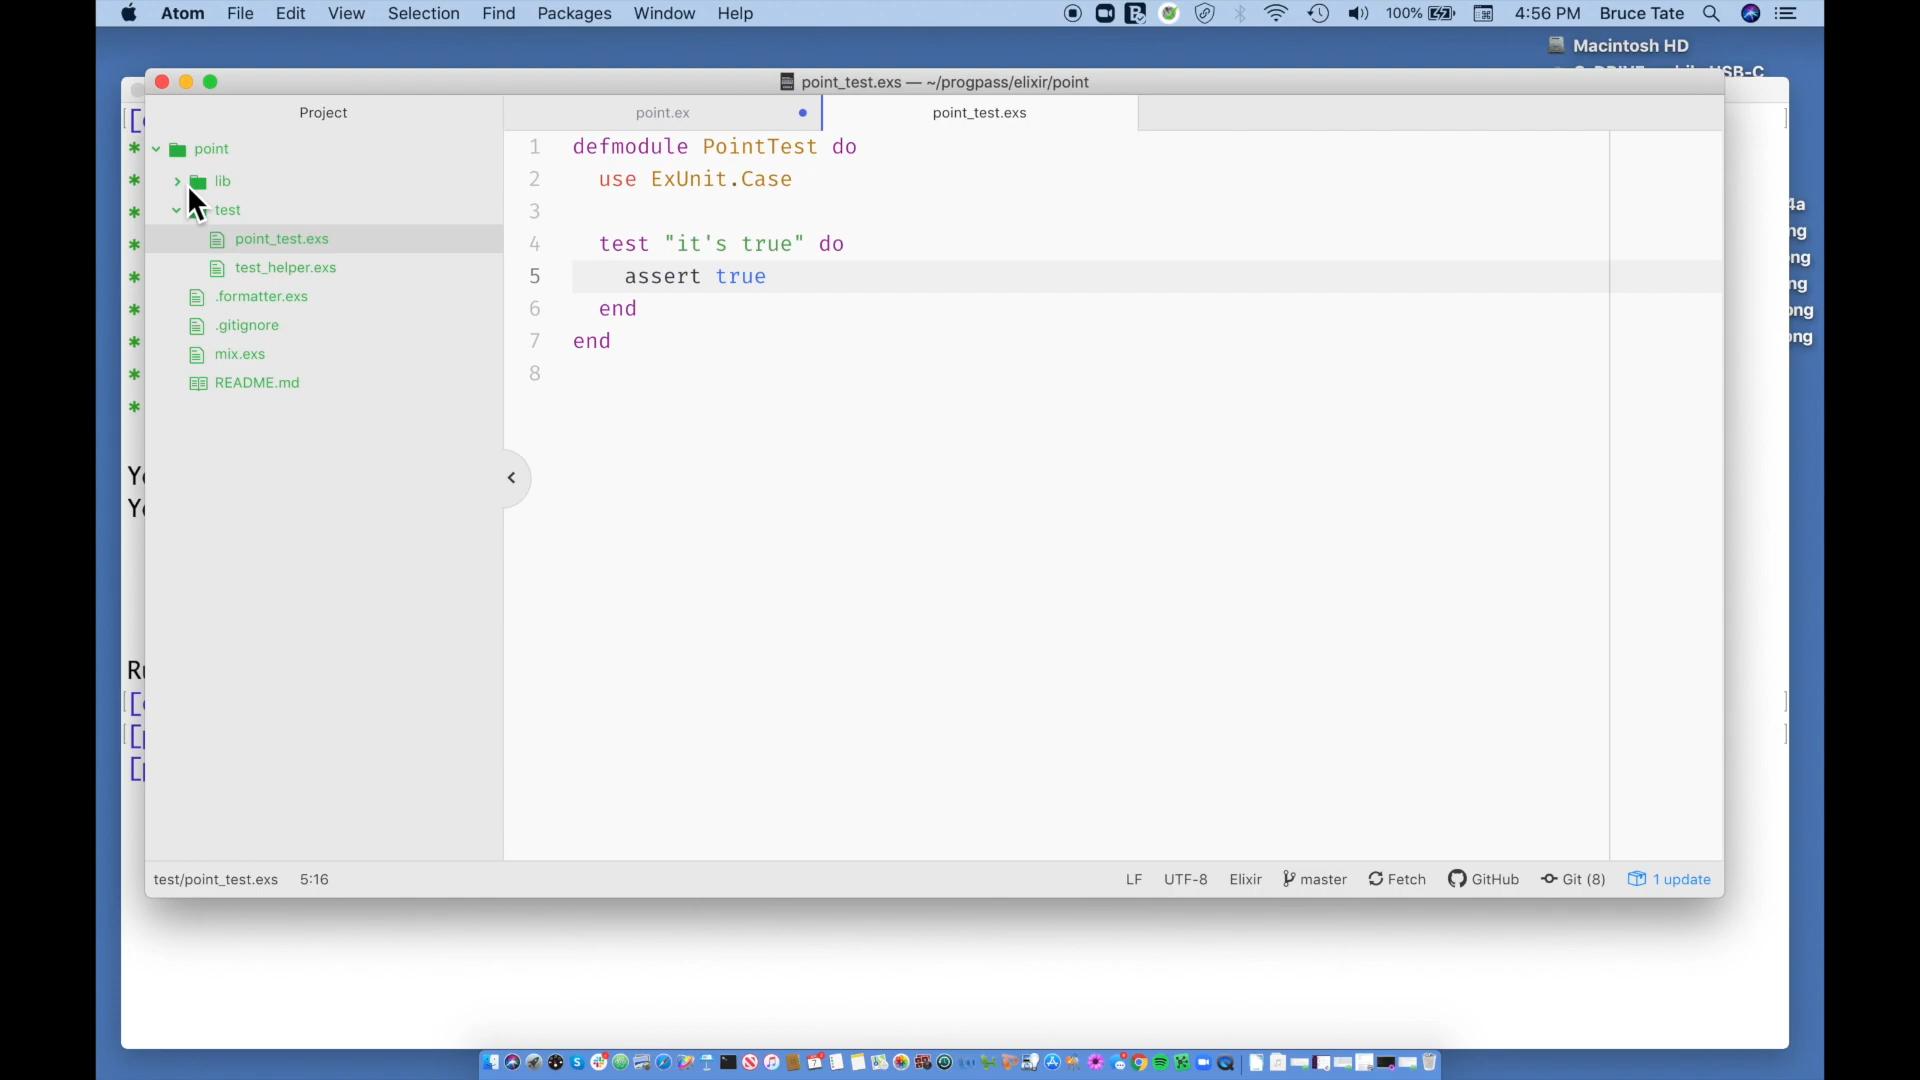 Atom File Edit View Selection Find Packages Window Help 100% 4:56 PM Bruce Tate
Macintosh HD
point_test.exs — ~/progpass/elixir/point
Project
point.ex
point_test.exs
point
lib
test
point_test.exs
test_helper.exs
.formatter.exs
.gitignore
mix.exs
README.md
1 defmodule PointTest do
2 use ExUnit.Case
3
4 test "it's true" do
5 assert true
6 end
7 end
8
test/point_test.exs 5:16
LF UTF-8 Elixir master Fetch GitHub Git (8) 1 update